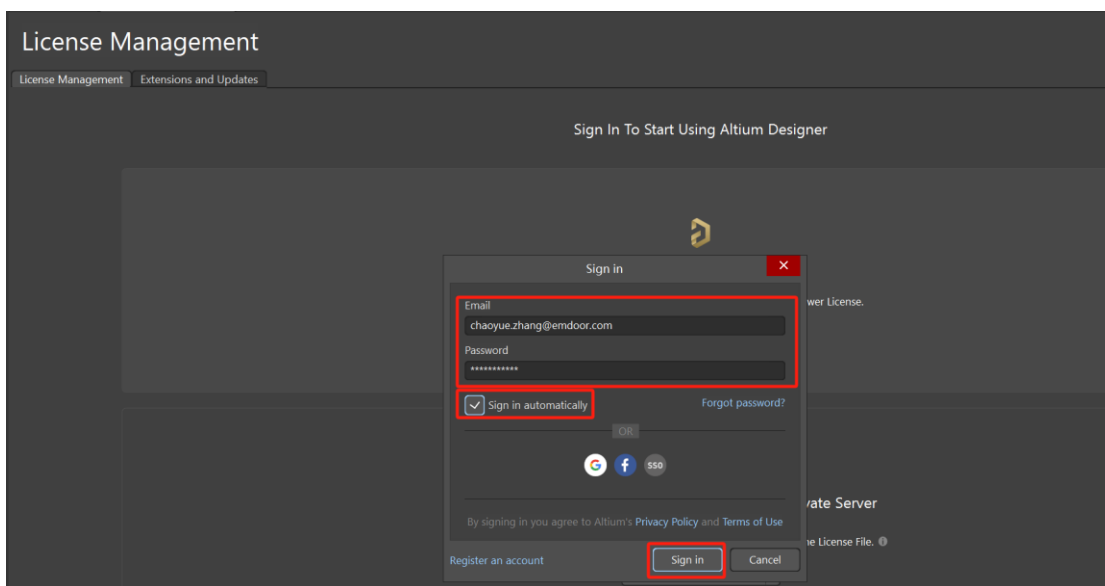 License Management
License Management Extensions and Updates
Sign In To Start Using Altium Designer
Sign in
wer License.
Email
chaoyue.zhang@emdoor.com
Password
***********
Sign in automatically Forgot password?
OR
G f SSO
vate Server
By signing in you agree to Altium's Privacy Policy and Terms of Use
ne License File.
Register an account Sign in Cancel